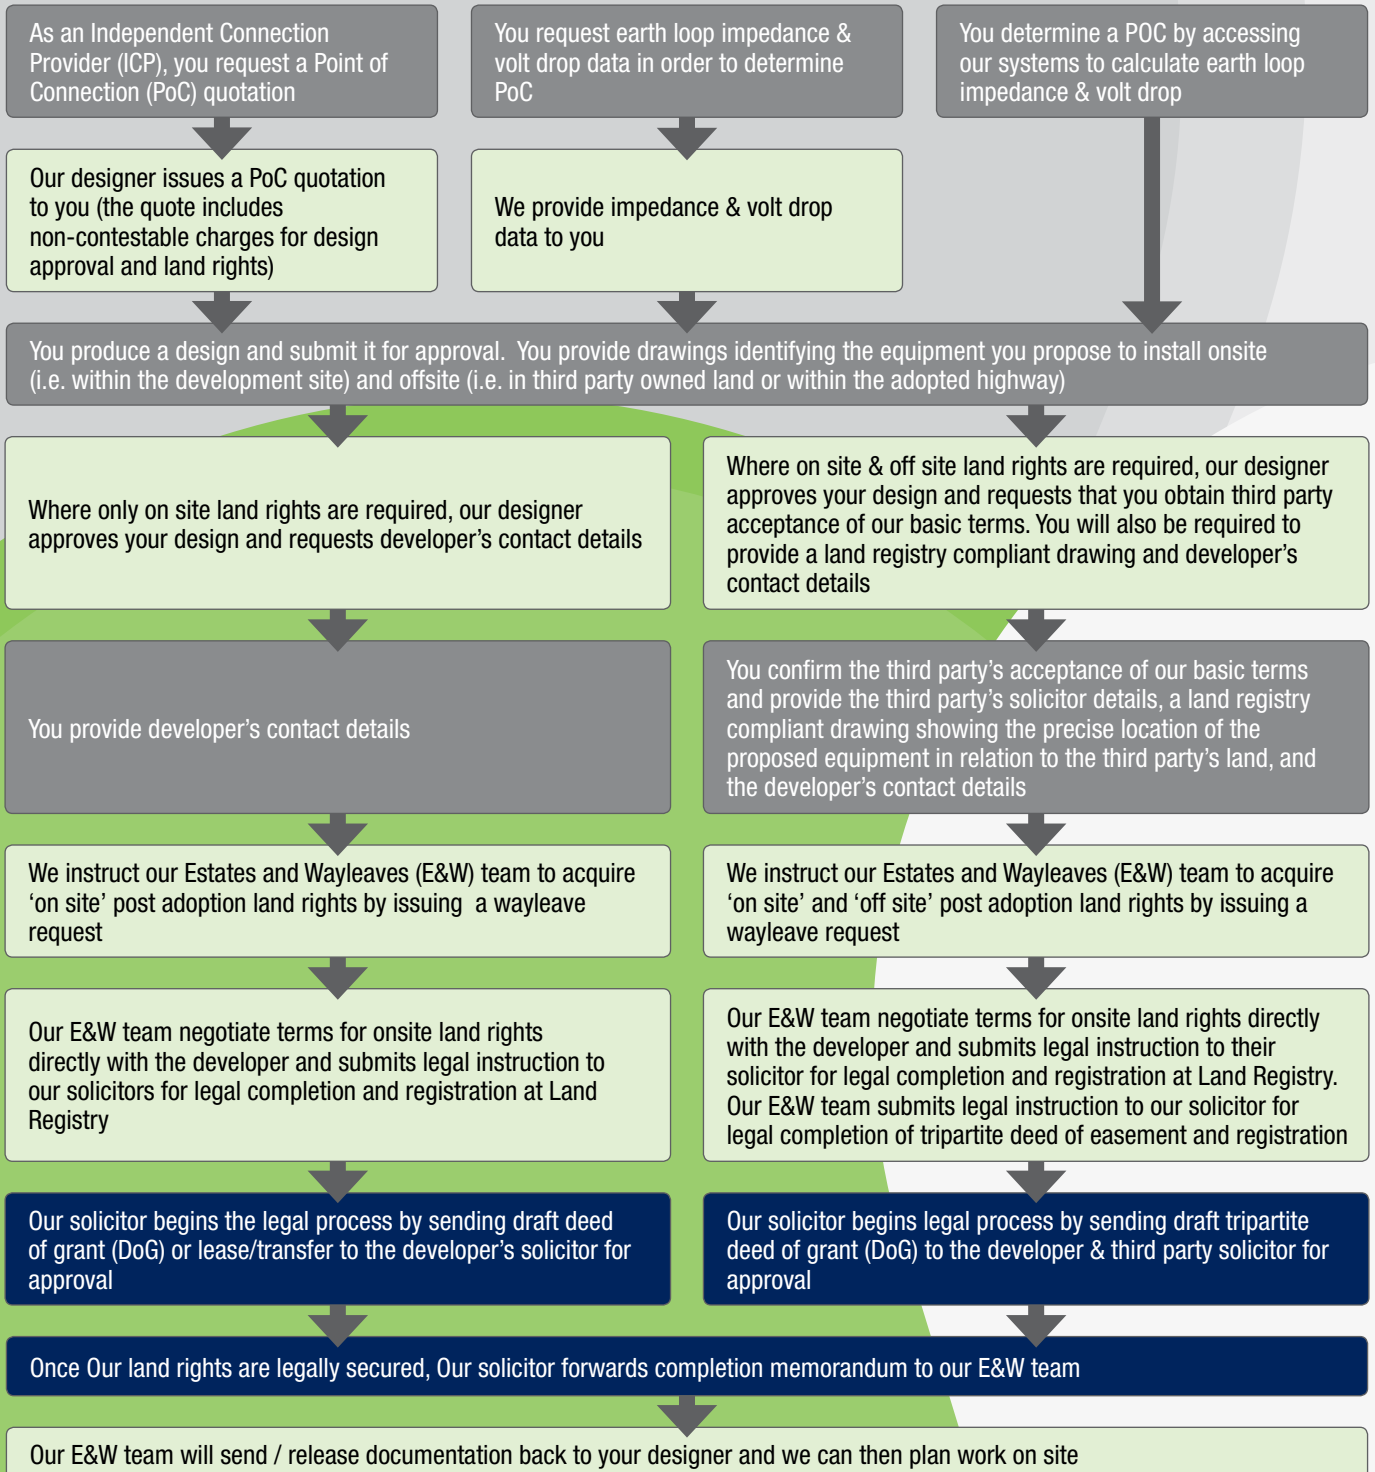 As an Independent Connection
Provider (ICP), you request a Point of
Connection (PoC) quotation
You request earth loop impedance &
volt drop data in order to determine
PoC
You determine a POC by accessing
our systems to calculate earth loop
impedance & volt drop
Our designer issues a PoC quotation
to you (the quote includes
non-contestable charges for design
approval and land rights)
We provide impedance & volt drop
data to you
You produce a design and submit it for approval.  You provide drawings identifying the equipment you propose to install onsite
(i.e. within the development site) and offsite (i.e. in third party owned land or within the adopted highway)
Where only on site land rights are required, our designer
approves your design and requests developer’s contact details
Where on site & off site land rights are required, our designer
approves your design and requests that you obtain third party
acceptance of our basic terms. You will also be required to
provide a land registry compliant drawing and developer’s
contact details
You provide developer’s contact details
You confirm the third party’s acceptance of our basic terms
and provide the third party’s solicitor details, a land registry
compliant drawing showing the precise location of the
proposed equipment in relation to the third party’s land, and
the developer’s contact details
We instruct our Estates and Wayleaves (E&W) team to acquire
‘on site’ post adoption land rights by issuing  a wayleave
request
We instruct our Estates and Wayleaves (E&W) team to acquire
‘on site’ and ‘off site’ post adoption land rights by issuing a
wayleave request
Our E&W team negotiate terms for onsite land rights
directly with the developer and submits legal instruction to
our solicitors for legal completion and registration at Land
Registry
Our E&W team negotiate terms for onsite land rights directly
with the developer and submits legal instruction to their
solicitor for legal completion and registration at Land Registry.
Our E&W team submits legal instruction to our solicitor for
legal completion of tripartite deed of easement and registration
Our solicitor begins the legal process by sending draft deed
of grant (DoG) or lease/transfer to the developer’s solicitor for
approval
Our solicitor begins legal process by sending draft tripartite
deed of grant (DoG) to the developer & third party solicitor for
approval
Once Our land rights are legally secured, Our solicitor forwards completion memorandum to our E&W team
Our E&W team will send / release documentation back to your designer and we can then plan work on site